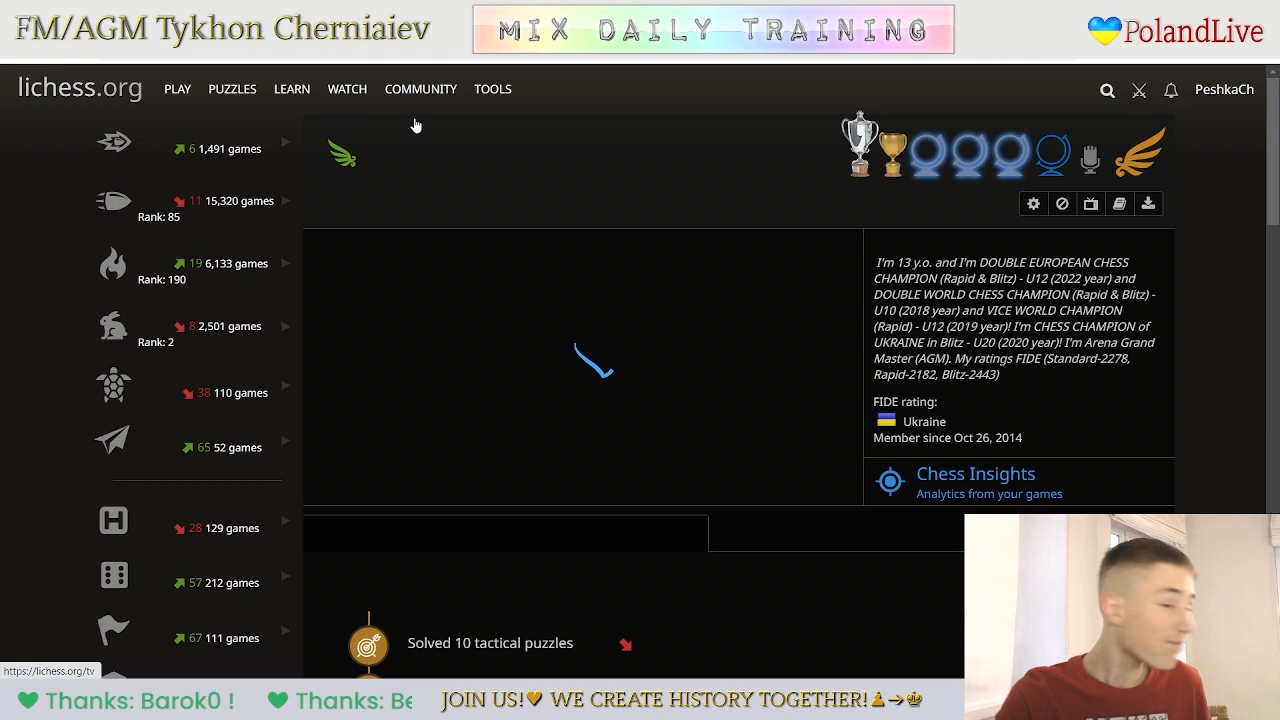 FM/AGM Tykhon Cherniaiev
MIX DAILY TRAINING
PolandLive
lichess.org PLAY PUZZLES LEARN WATCH COMMUNITY TOOLS PeshkaCh
6 1,491 games
11 15,320 games
Rank: 85
19 6,133 games
Rank: 190
8 2,501 games
Rank: 2
38 110 games
65 52 games
28 129 games
57 212 games
67 111 games
I'm 13 y.o. and I'm DOUBLE EUROPEAN CHESS
CHAMPION (Rapid & Blitz) - U12 (2022 year) and
DOUBLE WORLD CHESS CHAMPION (Rapid & Blitz) -
U10 (2018 year) and VICE WORLD CHAMPION
(Rapid) - U12 (2019 year)! I'm CHESS CHAMPION of
UKRAINE in Blitz - U20 (2020 year)! I'm Arena Grand
Master (AGM). My ratings FIDE (Standard-2278,
Rapid-2182, Blitz-2443)
FIDE rating:
Ukraine
Member since Oct 26, 2014
Chess Insights
Analytics from your games
Solved 10 tactical puzzles
https://lichess.org/tv
Thanks: Barok0 ! Thanks: Be
JOIN US! WE CREATE HISTORY TOGETHER!